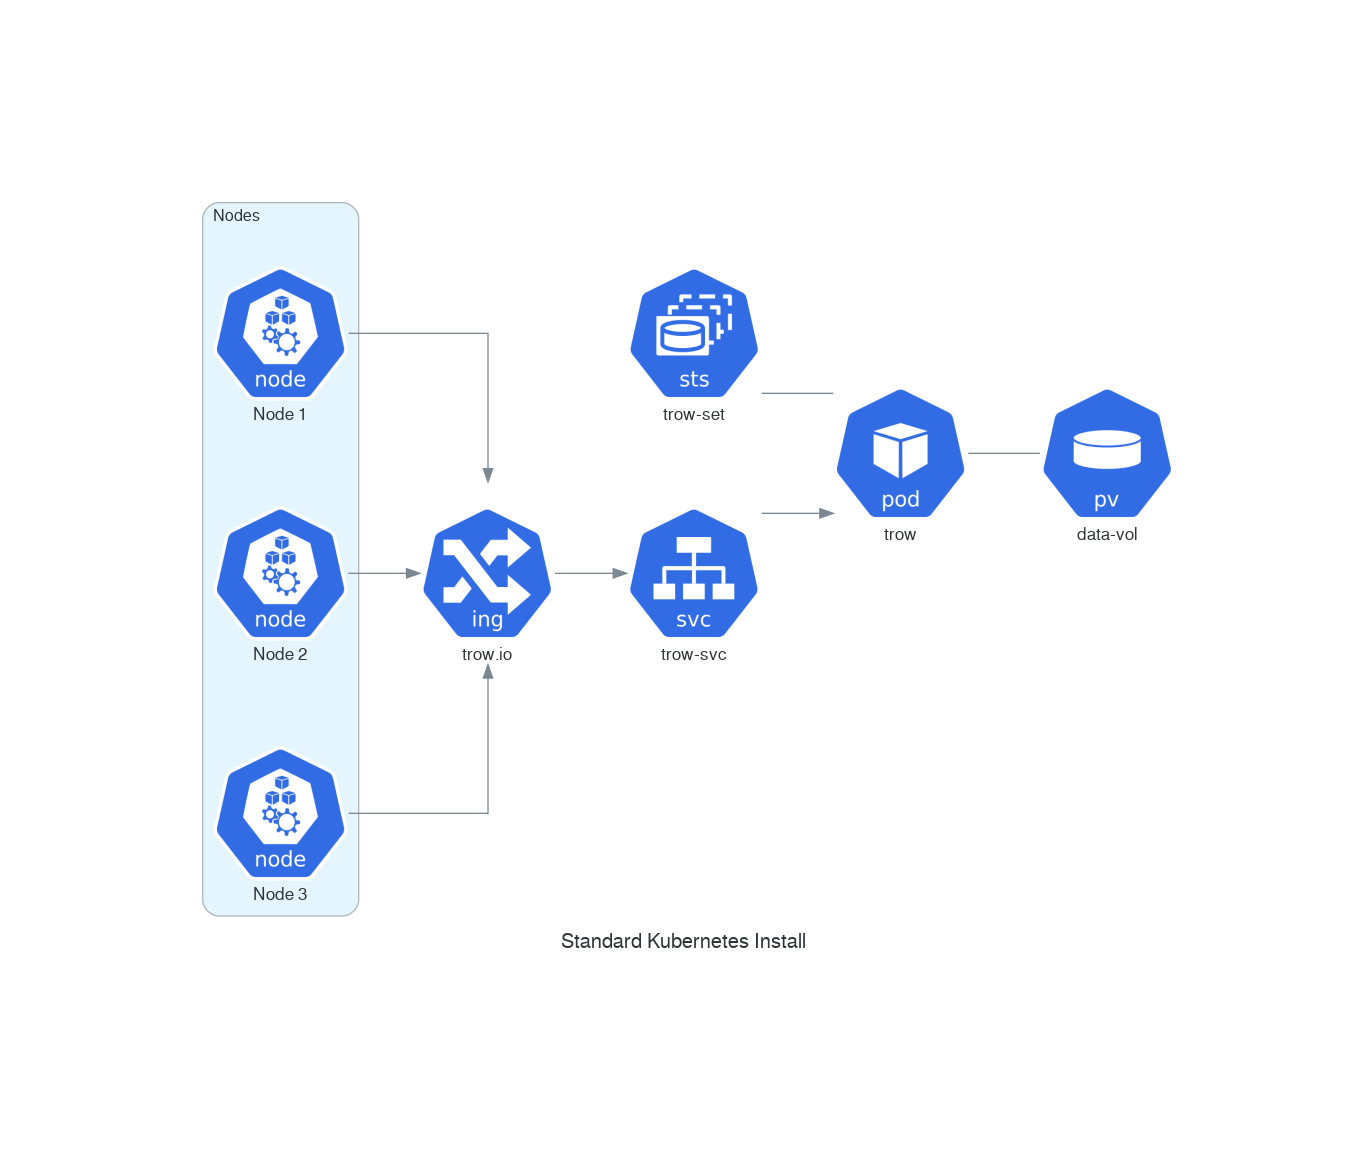 Nodes
node
Node 1
node
Node 2
node
Node 3
ing
trow.io
sts
trow-set
svc
trow-svc
pod
trow
pv
data-vol
Standard Kubernetes Install